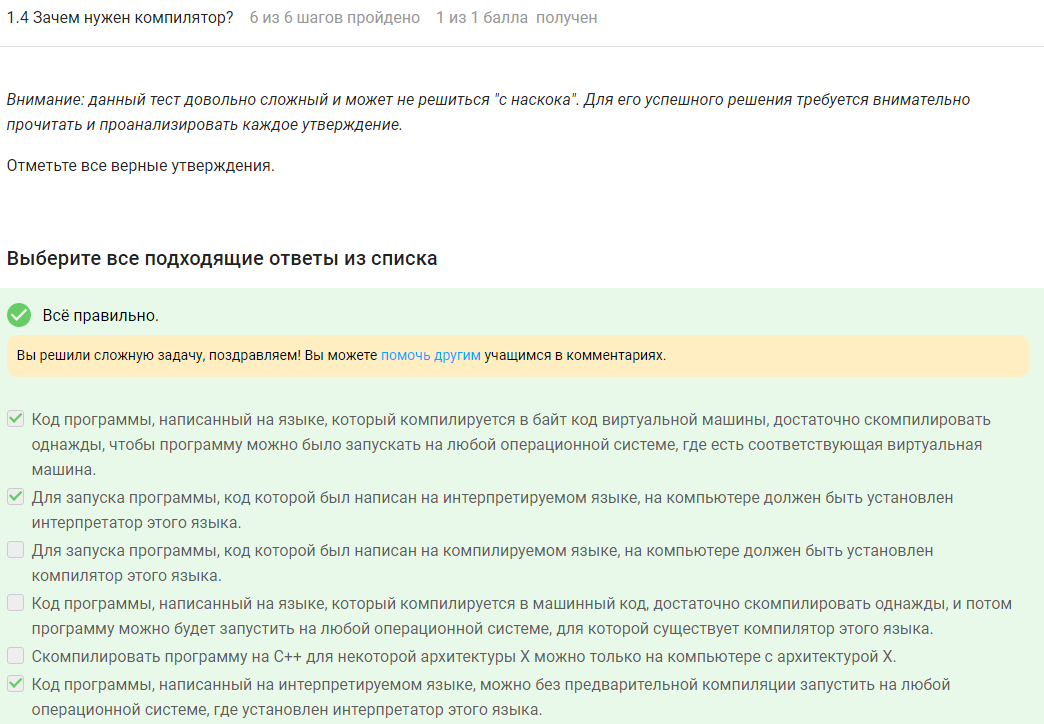 1.4 Зачем нужен компилятор? 6 из 6 шагов пройдено 1 из 1 балла получен
Внимание: данный тест довольно сложный и может не решиться "с наскока". Для его успешного решения требуется внимательно
прочитать и проанализировать каждое утверждение.
Отметьте все верные утверждения.
Выберите все подходящие ответы из списка
Всё правильно.
Вы решили сложную задачу, поздравляем! Вы можете помочь другим учащимся в комментариях.
Код программы, написанный на языке, который компилируется в байт код виртуальной машины, достаточно скомпилировать
однажды, чтобы программу можно было запускать на любой операционной системе, где есть соответствующая виртуальная
машина.
Для запуска программы, код которой был написан на интерпретируемом языке, на компьютере должен быть установлен
интерпретатор этого языка.
Для запуска программы, код которой был написан на компилируемом языке, на компьютере должен быть установлен
компилятор этого языка.
Код программы, написанный на языке, который компилируется в машинный код, достаточно скомпилировать однажды, и потом
программу можно будет запустить на любой операционной системе, для которой существует компилятор этого языка.
Скомпилировать программу на C++ для некоторой архитектуры X можно только на компьютере с архитектурой X.
Код программы, написанный на интерпретируемом языке, можно без предварительной компиляции запустить на любой
операционной системе, где установлен интерпретатор этого языка.